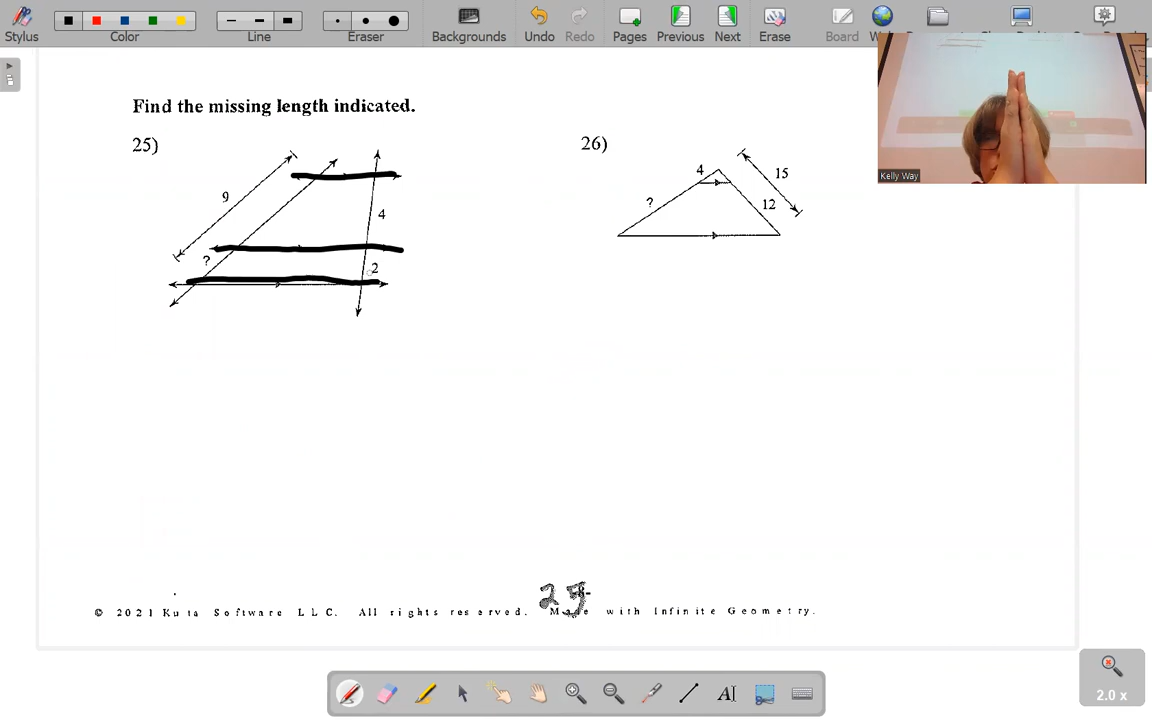 Stylus
Color
Line
Eraser
Backgrounds
Undo
Redo
Pages
Previous
Next
Erase
Board
Find the missing length indicated.
25)
9
?
4
2
26)
4
?
15
12
Kelly Way
© 2021 Kuta Software LLC. All rights reserved. Made with Infinite Geometry.
2.0 x